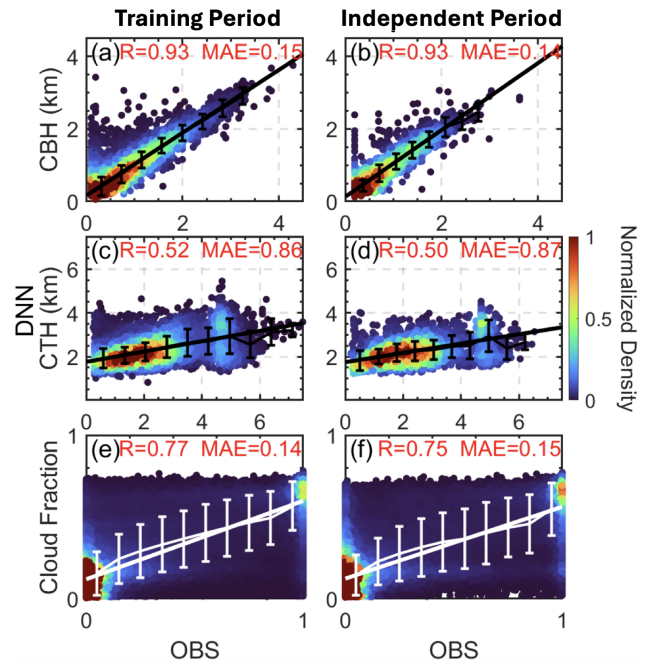 Training Period Independent Period
(a) R=0.93 MAE=0.15 (b) R=0.93 MAE=0.14
4
CBH (km)
2
0
0 2 4 0 2 4
(c) R=0.52 MAE=0.86 (d) R=0.50 MAE=0.87
6
DNN
CTH (km)
4
2
0
0 2 4 6 0 2 4 6
1
0.5
0
Normalized Density
1
(e) R=0.77 MAE=0.14 (f) R=0.75 MAE=0.15
Cloud Fraction
0
0 1 0 1
OBS OBS